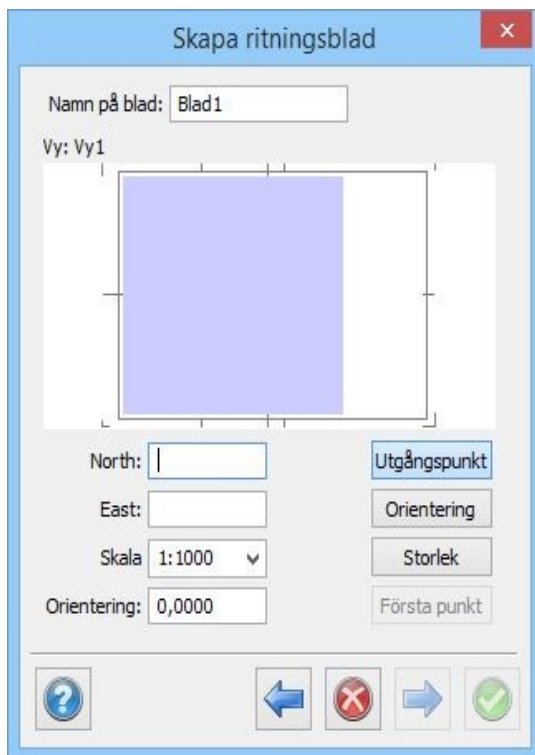 Skapa ritningsblad
Namn på blad: Blad1
Vy: Vy1
North:
Utgångspunkt
East:
Orientering
Skala 1:1000
Storlek
Orientering: 0,0000
Första punkt